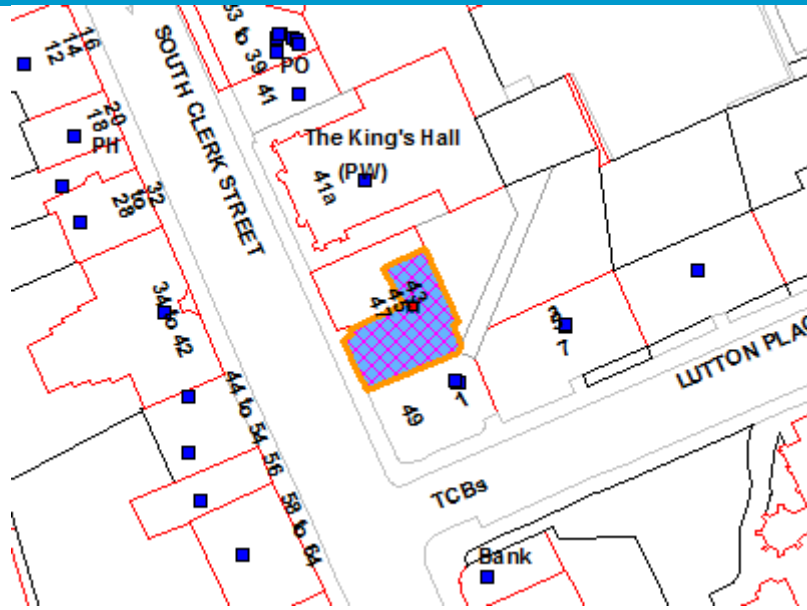 16
14
12
53 to 39
PO
41
20
18
PH
SOUTH CLERK STREET
The King's Hall
(PW)
41a
32
to
28
43
45
47
34 to 42
7
LUTTON PLAC
1
49
44 to 54
56
58 to 64
TCBs
Bank